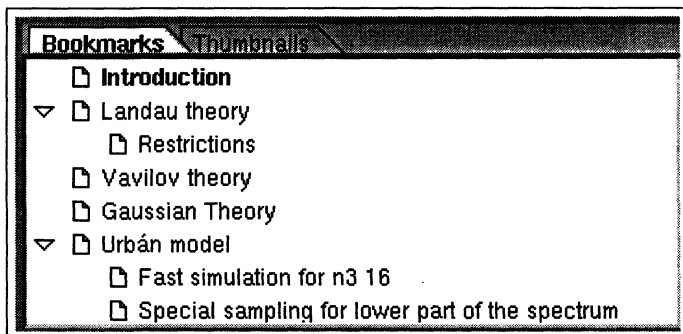 Bookmarks Thumbnails
Introduction
Landau theory
Restrictions
Vavilov theory
Gaussian Theory
Urbán model
Fast simulation for n3 16
Special sampling for lower part of the spectrum